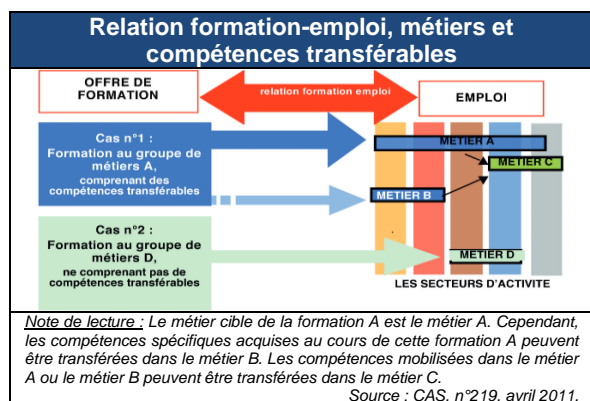 Relation formation-emploi, métiers et
compétences transférables
OFFRE DE
FORMATION
relation formation emploi
EMPLOI
Cas n°1 :
Formation au groupe de
métiers A,
comprenant des
compétences transférables
METIER A
METIER C
METIER B
Cas n°2 :
Formation au groupe de
métiers D,
ne comprenant pas de
compétences transférables
METIER D
LES SECTEURS D'ACTIVITE
Note de lecture : Le métier cible de la formation A est le métier A. Cependant,
les compétences spécifiques acquises au cours de cette formation A peuvent
être transférées dans le métier B. Les compétences mobilisées dans le métier
A ou le métier B peuvent être transférées dans le métier C.
Source : CAS, n°219, avril 2011.